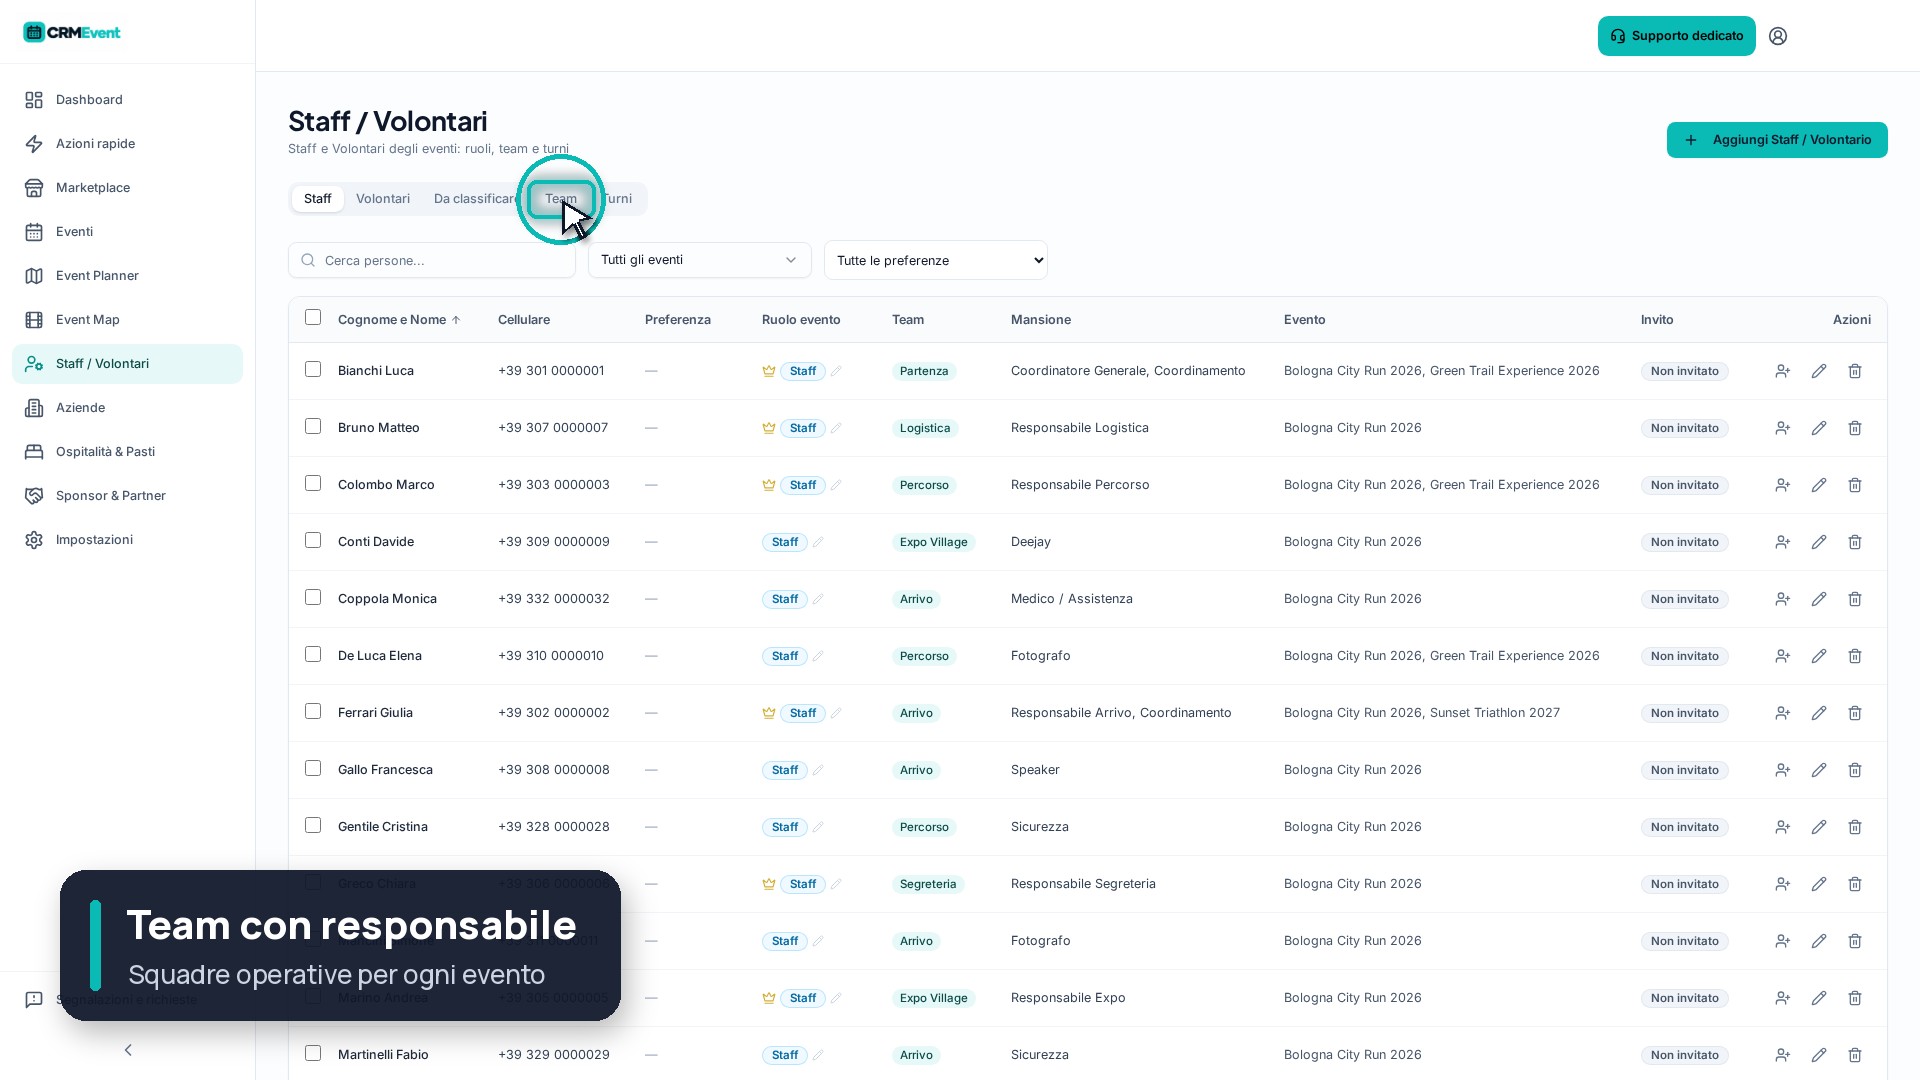 CRMEvent
Supporto dedicato
Dashboard
Azioni rapide
Marketplace
Eventi
Event Planner
Event Map
Staff / Volontari
Aziende
Ospitalità & Pasti
Sponsor & Partner
Impostazioni
Segnalazioni e richieste
Staff / Volontari
Staff e Volontari degli eventi: ruoli, team e turni
Aggiungi Staff / Volontario
Staff Volontari Da classificare Team Turni
Cerca persone... Tutti gli eventi Tutte le preferenze
Cognome e Nome Cellulare Preferenza Ruolo evento Team Mansione Evento Invito Azioni
Bianchi Luca +39 301 0000001 — Staff Partenza Coordinatore Generale, Coordinamento Bologna City Run 2026, Green Trail Experience 2026 Non invitato
Bruno Matteo +39 307 0000007 — Staff Logistica Responsabile Logistica Bologna City Run 2026 Non invitato
Colombo Marco +39 303 0000003 — Staff Percorso Responsabile Percorso Bologna City Run 2026, Green Trail Experience 2026 Non invitato
Conti Davide +39 309 0000009 — Staff Expo Village Deejay Bologna City Run 2026 Non invitato
Coppola Monica +39 332 0000032 — Staff Arrivo Medico / Assistenza Bologna City Run 2026 Non invitato
De Luca Elena +39 310 0000010 — Staff Percorso Fotografo Bologna City Run 2026, Green Trail Experience 2026 Non invitato
Ferrari Giulia +39 302 0000002 — Staff Arrivo Responsabile Arrivo, Coordinamento Bologna City Run 2026, Sunset Triathlon 2027 Non invitato
Gallo Francesca +39 308 0000008 — Staff Arrivo Speaker Bologna City Run 2026 Non invitato
Gentile Cristina +39 328 0000028 — Staff Percorso Sicurezza Bologna City Run 2026 Non invitato
Greco Chiara +39 306 0000006 — Staff Segreteria Responsabile Segreteria Bologna City Run 2026 Non invitato
— Staff Arrivo Fotografo Bologna City Run 2026 Non invitato
Marino Andrea +39 305 0000005 — Staff Expo Village Responsabile Expo Bologna City Run 2026 Non invitato
Martinelli Fabio +39 329 0000029 — Staff Arrivo Sicurezza Bologna City Run 2026 Non invitato
Team con responsabile
Squadre operative per ogni evento